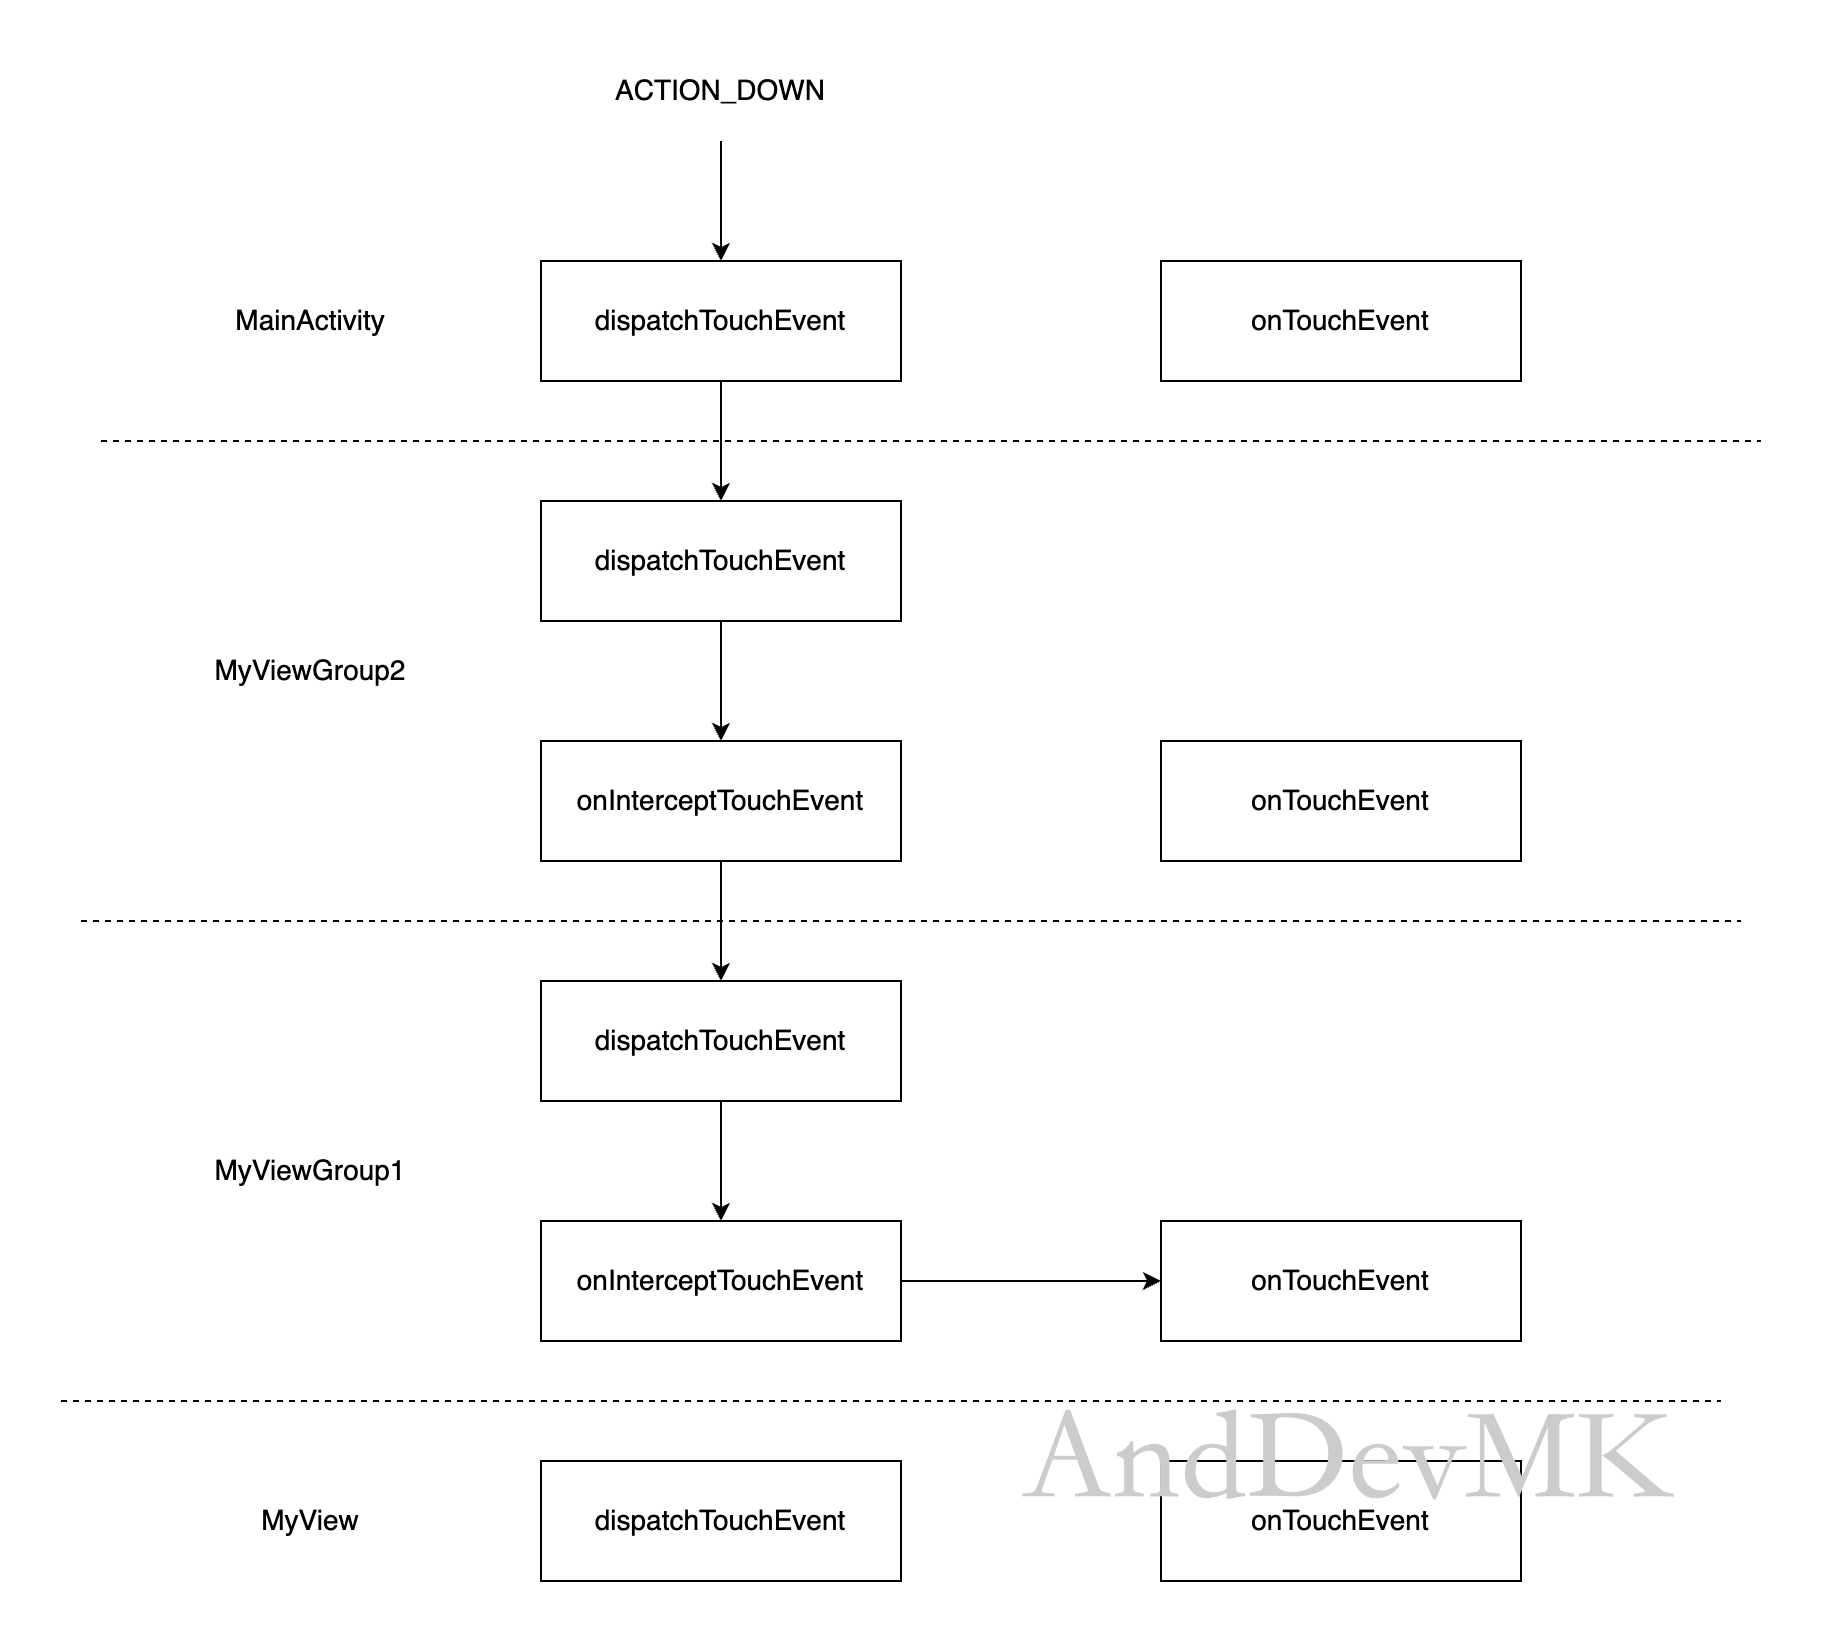 ACTION_DOWN
MainActivity
dispatchTouchEvent
onTouchEvent
dispatchTouchEvent
MyViewGroup2
onInterceptTouchEvent
onTouchEvent
dispatchTouchEvent
MyViewGroup1
onInterceptTouchEvent
onTouchEvent
AndDevMK
MyView
dispatchTouchEvent
onTouchEvent